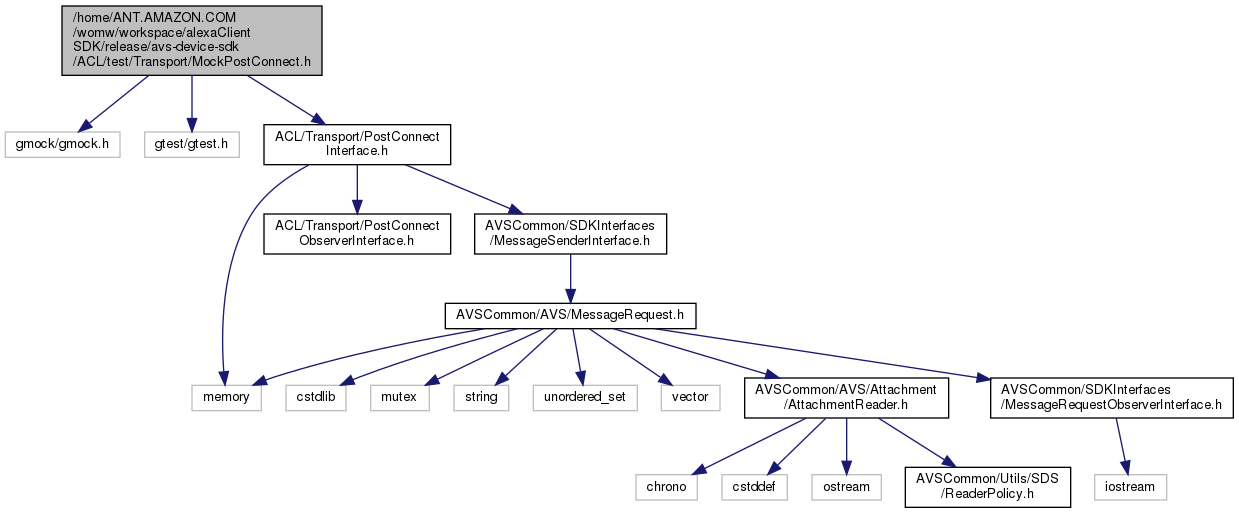 /home/ANT.AMAZON.COM
/womw/workspace/alexaClient
SDK/release/avs-device-sdk
/ACL/test/Transport/MockPostConnect.h
gmock/gmock.h
gtest/gtest.h
ACL/Transport/PostConnect
Interface.h
ACL/Transport/PostConnect
ObserverInterface.h
AVSCommon/SDKInterfaces
/MessageSenderInterface.h
AVSCommon/AVS/MessageRequest.h
memory
cstdlib
mutex
string
unordered_set
vector
AVSCommon/AVS/Attachment
/AttachmentReader.h
AVSCommon/SDKInterfaces
/MessageRequestObserverInterface.h
chrono
cstddef
ostream
AVSCommon/Utils/SDS
/ReaderPolicy.h
iostream